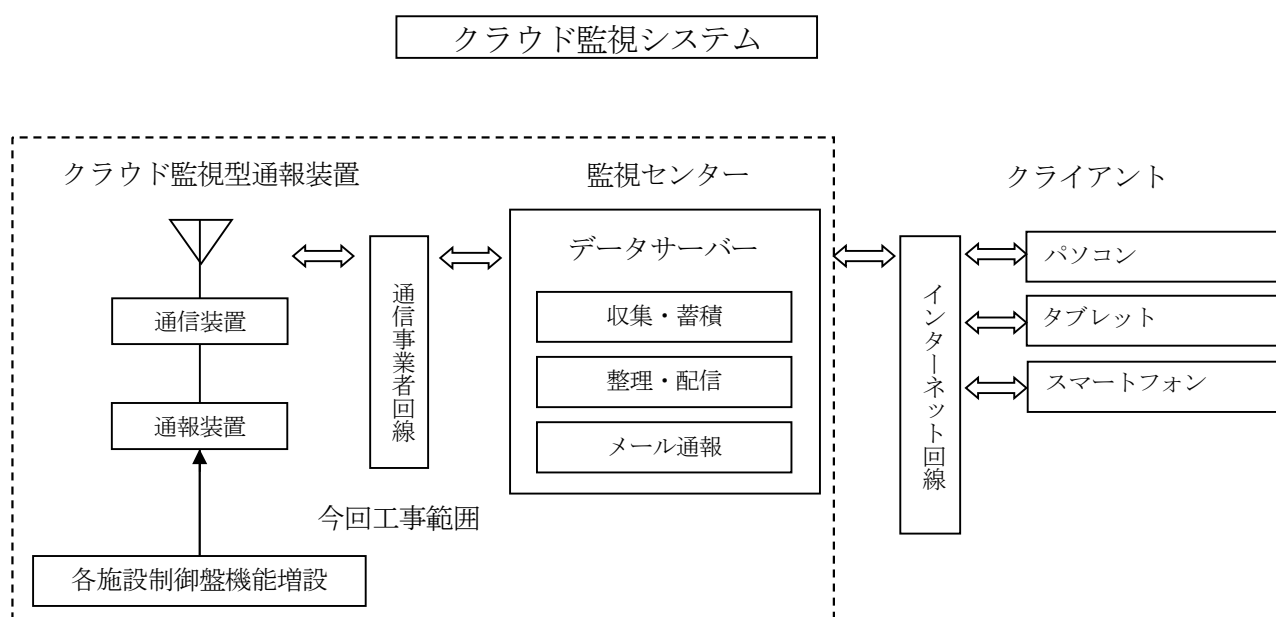 クラウド監視システム
クラウド監視型通報装置
通信装置
通報装置
各施設制御盤機能増設
通信事業者回線
今回工事範囲
監視センター
データサーバー
収集・蓄積
整理・配信
メール通報
インターネット回線
クライアント
パソコン
タブレット
スマートフォン